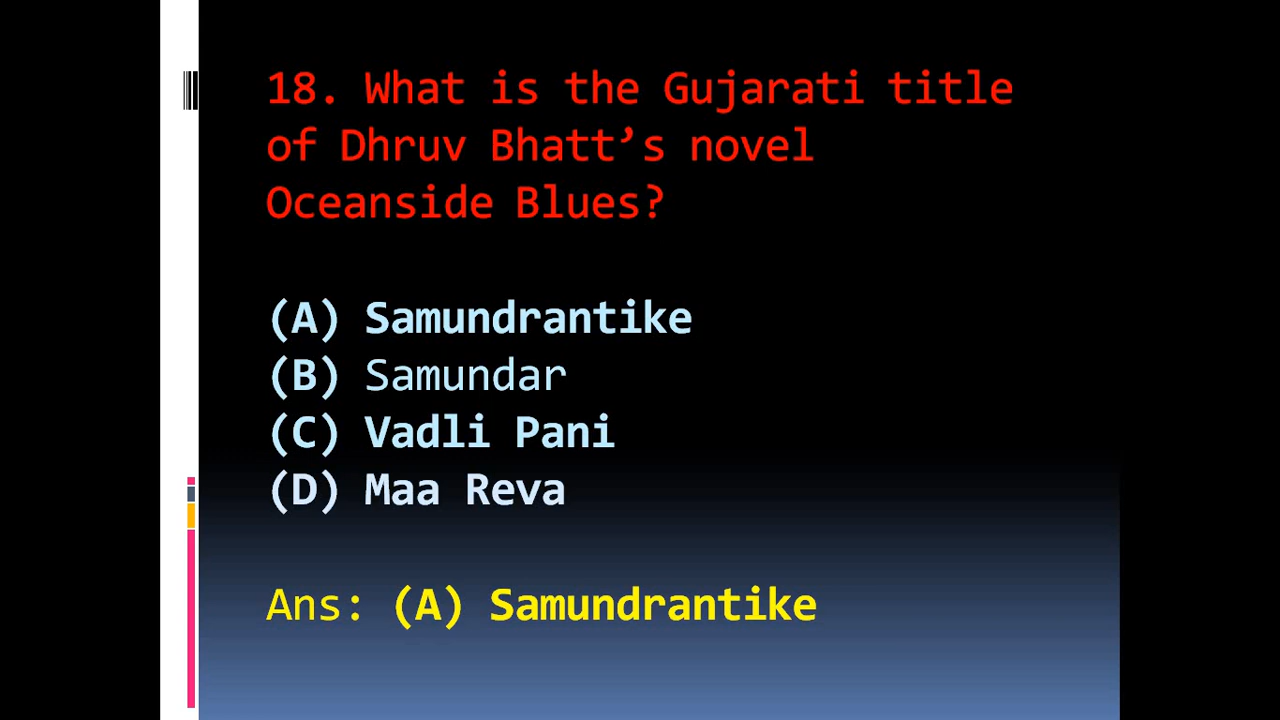 18. What is the Gujarati title
of Dhruv Bhatt’s novel
Oceanside Blues?
(A) Samundrantike
(B) Samundar
(C) Vadli Pani
(D) Maa Reva
Ans: (A) Samundrantike